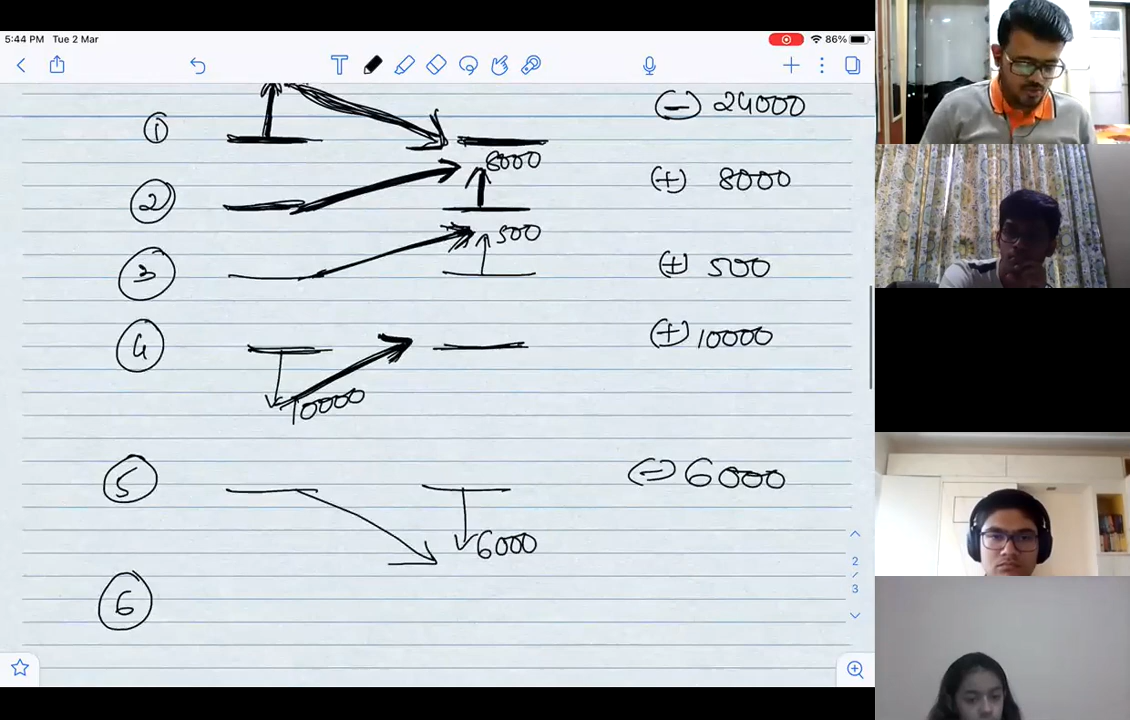 5:44 PM Tue 2 Mar
86%
T
① (-) 24000
8000
② (+) 8000
500
③ (+) 500
④ (+) 10000
10000
⑤ (-) 6000
6000
2
/
3
⑥